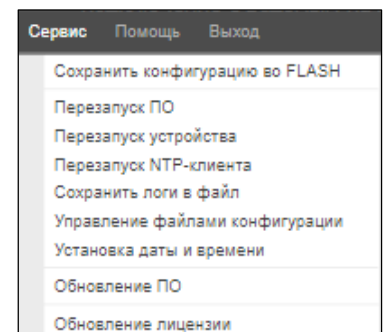 Сервис Помощь Выход
Сохранить конфигурацию во FLASH
Перезапуск ПО
Перезапуск устройства
Перезапуск NTP-клиента
Сохранить логи в файл
Управление файлами конфигурации
Установка даты и времени
Обновление ПО
Обновление лицензии